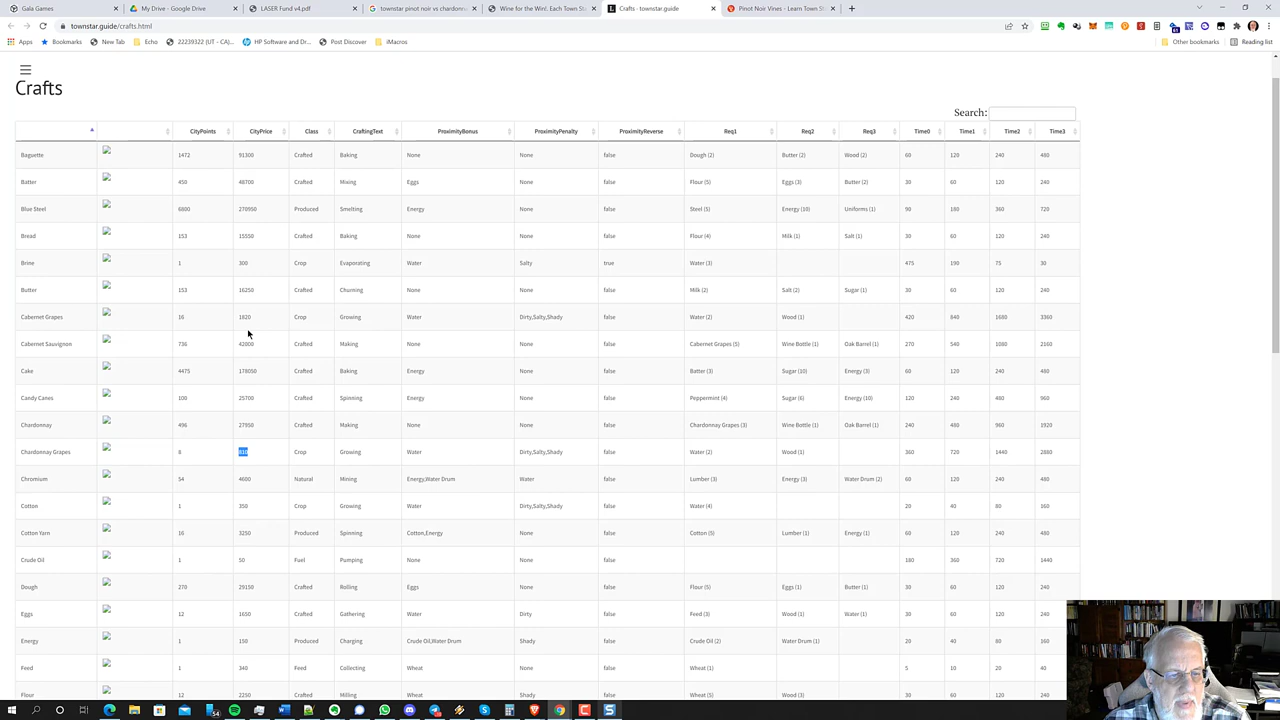 Gala Games
My Drive - Google Drive
LASER Fund v4.pdf
townstar pinot noir vs chardonn
Wine for the Win!. Each Town St
Crafts - townstar.guide
Pinot Noir Vines - Learn Town St
townstar.guide/crafts.html
Apps Bookmarks New Tab Echo 22239322 (UT - CA)... HP Software and Dr... Post Discover iMacros Other bookmarks Reading list
Crafts
Search:
CityPoints CityPrice Class CraftingText ProximityBonus ProximityPenalty ProximityReverse Req1 Req2 Req3 Time0 Time1 Time2 Time3
Baguette 1472 91300 Crafted Baking None None false Dough (2) Butter (2) Wood (2) 60 120 240 480
Batter 450 48700 Crafted Mixing Eggs None false Flour (5) Eggs (3) Butter (2) 30 60 120 240
Blue Steel 6800 270950 Produced Smelting Energy None false Steel (5) Energy (10) Uniforms (1) 90 180 360 720
Bread 153 15550 Crafted Baking None None false Flour (4) Milk (1) Salt (1) 30 60 120 240
Brine 1 300 Crop Evaporating Water Salty true Water (3) 475 190 75 30
Butter 153 16250 Crafted Churning None None false Milk (2) Salt (2) Sugar (1) 30 60 120 240
Cabernet Grapes 16 1820 Crop Growing Water Dirty,Salty,Shady false Water (2) Wood (1) 420 840 1680 3360
Cabernet Sauvignon 736 42000 Crafted Making None None false Cabernet Grapes (5) Wine Bottle (1) Oak Barrel (1) 270 540 1080 2160
Cake 4475 178050 Crafted Baking Energy None false Batter (3) Sugar (10) Energy (3) 60 120 240 480
Candy Canes 100 25700 Crafted Spinning Energy None false Peppermint (4) Sugar (6) Energy (10) 120 240 480 960
Chardonnay 496 27950 Crafted Making None None false Chardonnay Grapes (3) Wine Bottle (1) Oak Barrel (1) 240 480 960 1920
Chardonnay Grapes 8 810 Crop Growing Water Dirty,Salty,Shady false Water (2) Wood (1) 360 720 1440 2880
Chromium 54 4600 Natural Mining Energy,Water Drum Water false Lumber (3) Energy (3) Water Drum (2) 60 120 240 480
Cotton 1 350 Crop Growing Water Dirty,Salty,Shady false Water (4) 20 40 80 160
Cotton Yarn 16 3250 Produced Spinning Cotton,Energy None false Cotton (5) Lumber (1) Energy (1) 60 120 240 480
Crude Oil 1 50 Fuel Pumping None None false 180 360 720 1440
Dough 270 29150 Crafted Rolling Eggs None false Flour (5) Eggs (1) Butter (1) 30 60 120 240
Eggs 12 1650 Crafted Gathering Water Dirty false Feed (3) Wood (1) Water (1) 30 60 120 240
Energy 1 150 Produced Charging Crude Oil,Water Drum Shady false Crude Oil (2) Water Drum (1) 20 40 80 160
Feed 1 340 Feed Collecting Wheat None false Wheat (1) 5 10 20 40
Flour 12 2250 Crafted Milling Wheat Shady false Wheat (5) Wood (3) 30 60 120 240